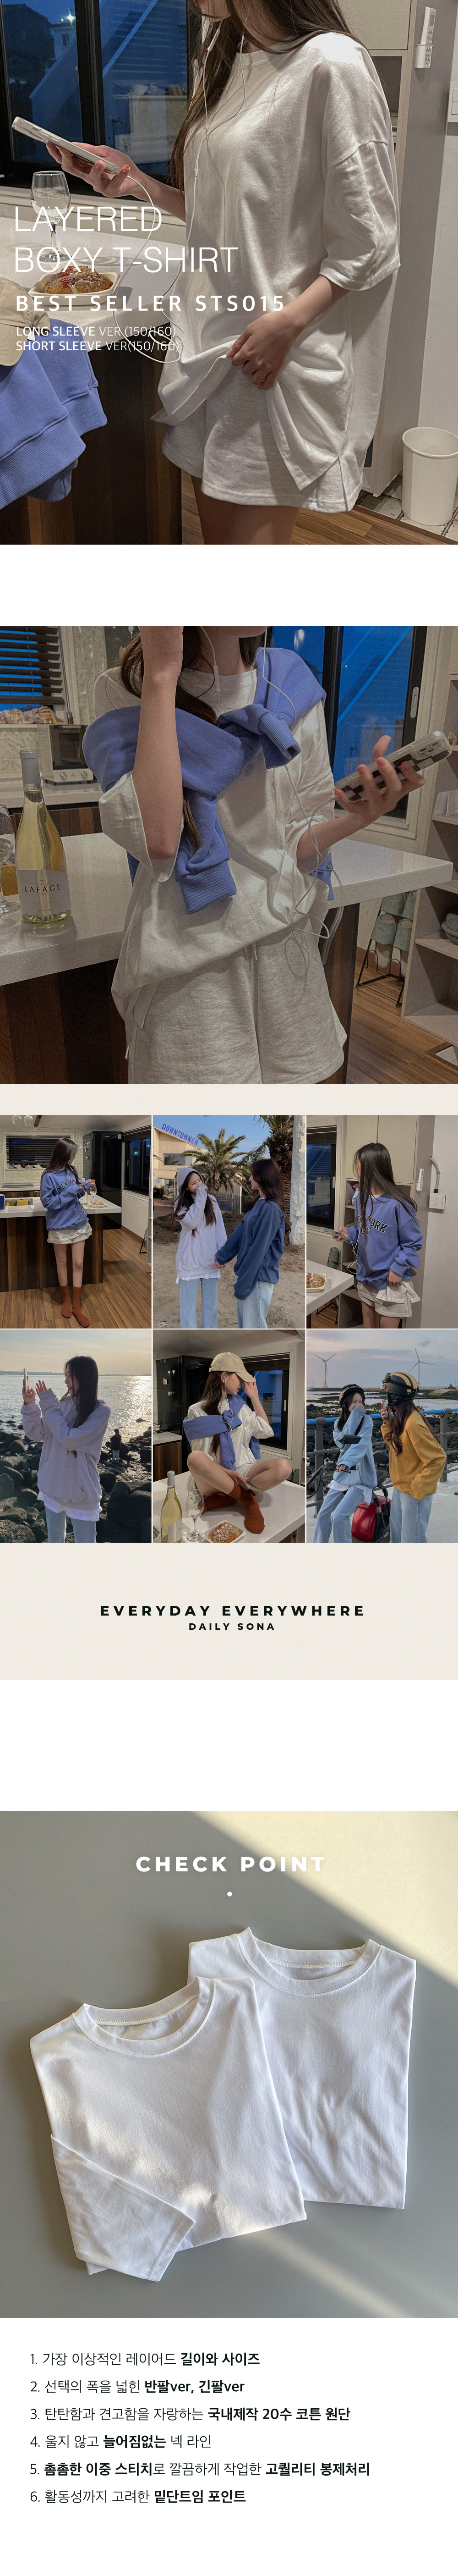 LAYERED
BOXY T-SHIRT
BEST SELLER STS015
LONG SLEEVE VER (150/160)
SHORT SLEEVE VER(150/160)
LAFAGE
DOWNTOWNER
EVERYDAY EVERYWHERE
DAILY SONA
CHECK POINT
1. 가장 이상적인 레이어드 길이와 사이즈
2. 선택의 폭을 넓힌 반팔ver, 긴팔ver
3. 탄탄함과 견고함을 자랑하는 국내제작 20수 코튼 원단
4. 울지 않고 늘어짐없는 넥 라인
5. 촘촘한 이중 스티치로 깔끔하게 작업한 고퀄리티 봉제처리
6. 활동성까지 고려한 밑단트임 포인트